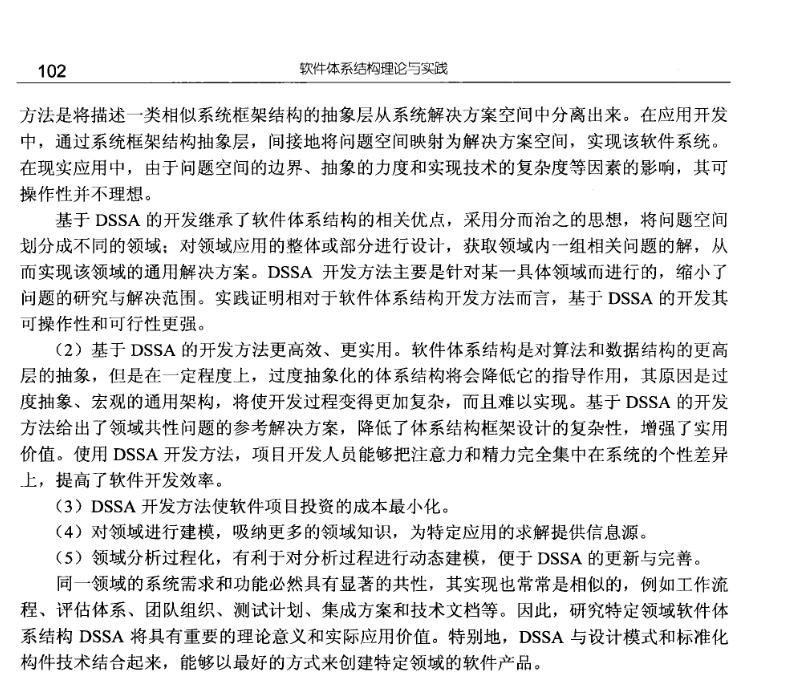 102
软件体系结构理论与实践
方法是将描述一类相似系统框架结构的抽象层从系统解决方案空间中分离出来。在应用开发
中，通过系统框架结构抽象层，间接地将问题空间映射为解决方案空间，实现该软件系统。
在现实应用中，由于问题空间的边界、抽象的力度和实现技术的复杂度等因素的影响，其可
操作性并不理想。
基于 DSSA 的开发继承了软件体系结构的相关优点，采用分而治之的思想，将问题空间
划分成不同的领域；对领域应用的整体或部分进行设计，获取领域内一组相关问题的解，从
而实现该领域的通用解决方案。DSSA 开发方法主要是针对某一具体领域而进行的，缩小了
问题的研究与解决范围。实践证明相对于软件体系结构开发方法而言，基于 DSSA 的开发其
可操作性和可行性更强。
（2）基于 DSSA 的开发方法更高效、更实用。软件体系结构是对算法和数据结构的更高
层的抽象，但是在一定程度上，过度抽象化的体系结构将会降低它的指导作用，其原因是过
度抽象、宏观的通用架构，将使开发过程变得更加复杂，而且难以实现。基于 DSSA 的开发
方法给出了领域共性问题的参考解决方案，降低了体系结构框架设计的复杂性，增强了实用
价值。使用 DSSA 开发方法，项目开发人员能够把注意力和精力完全集中在系统的个性差异
上，提高了软件开发效率。
（3）DSSA 开发方法使软件项目投资的成本最小化。
（4）对领域进行建模，吸纳更多的领域知识，为特定应用的求解提供信息源。
（5）领域分析过程化，有利于对分析过程进行动态建模，便于 DSSA 的更新与完善。
同一领域的系统需求和功能必然具有显著的共性，其实现也常常是相似的，例如工作流
程、评估体系、团队组织、测试计划、集成方案和技术文档等。因此，研究特定领域软件体
系结构 DSSA 将具有重要的理论意义和实际应用价值。特别地，DSSA 与设计模式和标准化
构件技术结合起来，能够以最好的方式来创建特定领域的软件产品。